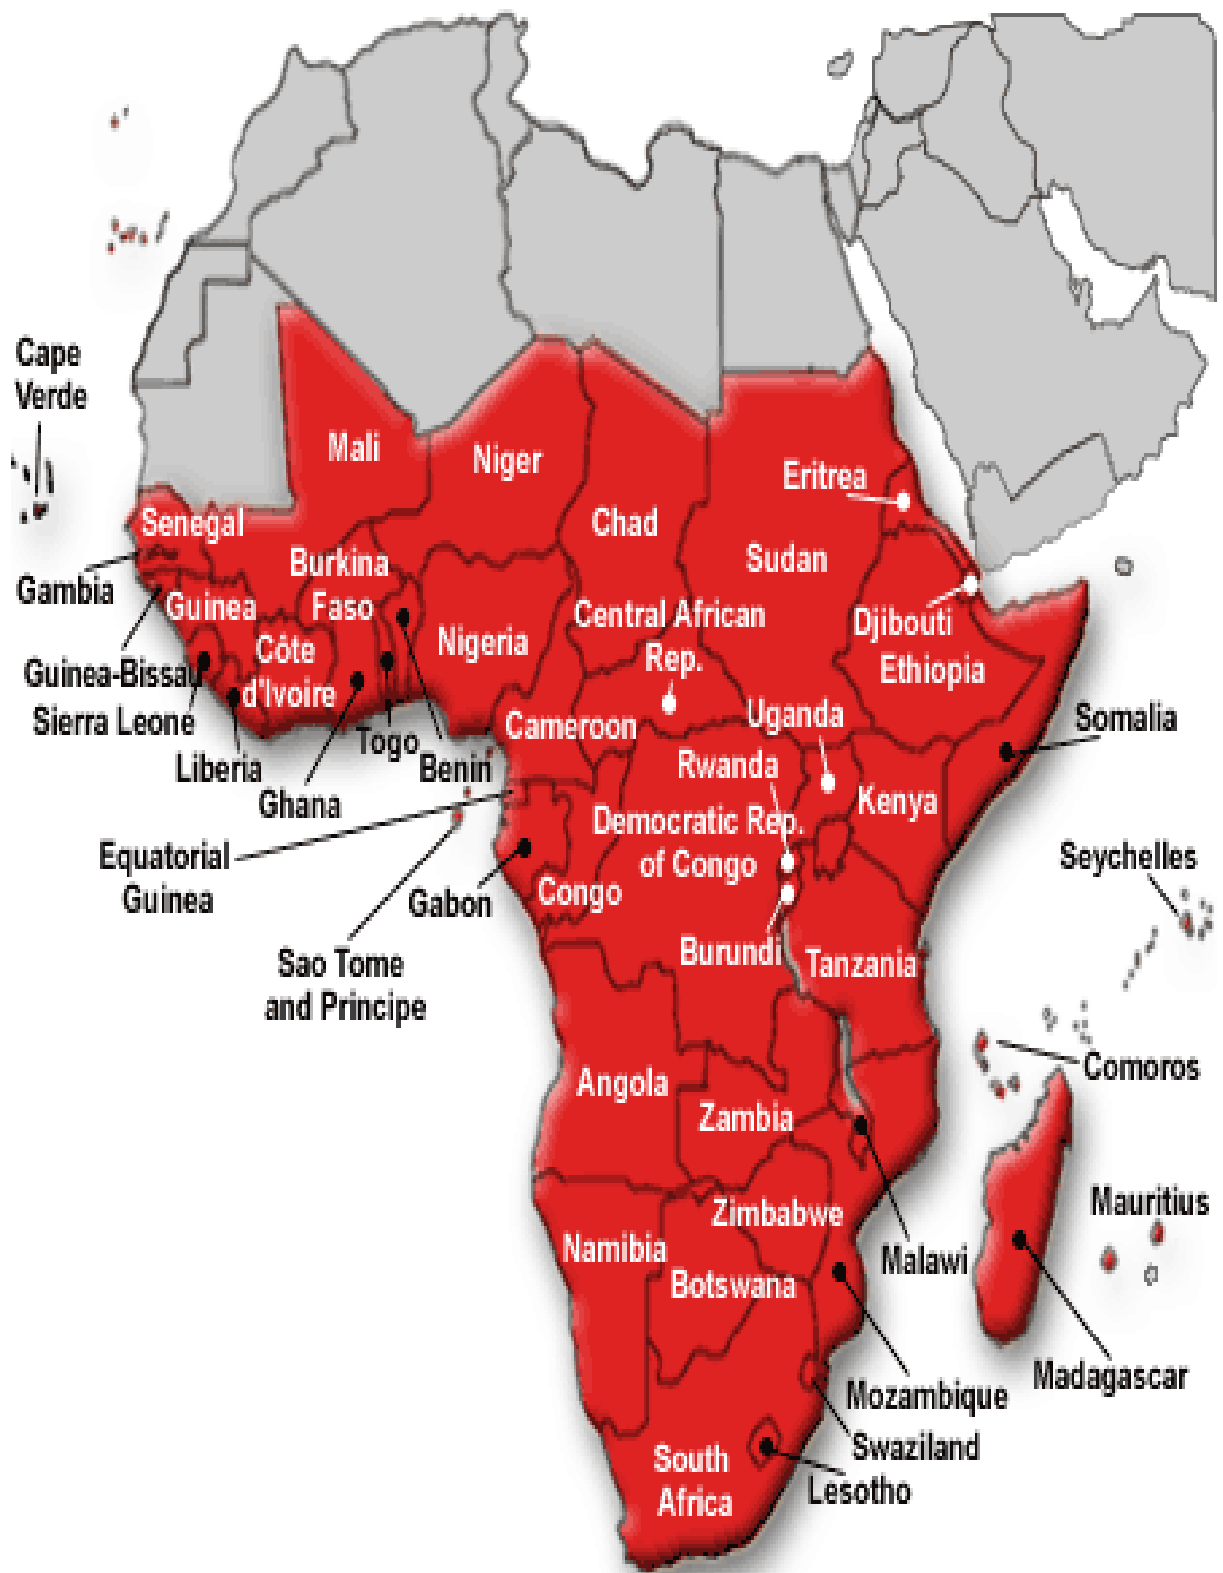 Cape
Verde
Mali
Niger
Eritrea
Senegal
Chad
Burkina
Faso
Sudan
Gambia
Guinea
Central African
Rep.
Djibouti
Nigeria
Côte
d'Ivoire
Ethiopia
Guinea-Bissau
Sierra Leone
Cameroon
Uganda
Somalia
Togo
Benin
Liberia
Rwanda
Ghana
Kenya
Democratic Rep.
of Congo
Equatorial
Guinea
Seychelles
Gabon
Congo
Burundi
Tanzania
Sao Tome
and Principe
Comoros
Angola
Zambia
Mauritius
Zimbabwe
Namibia
Malawi
Botswana
Madagascar
Mozambique
Swaziland
South
Africa
Lesotho